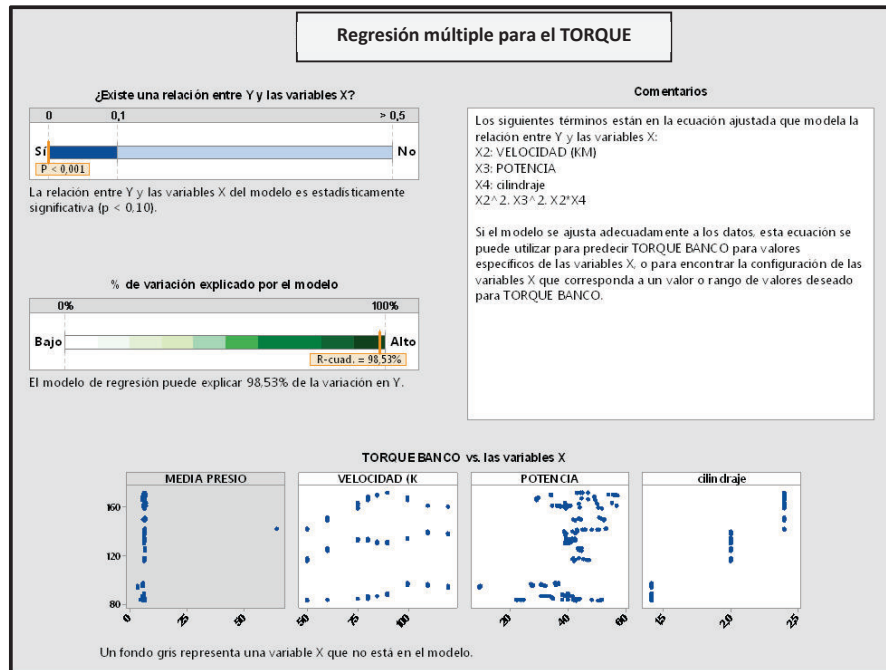 Regresión múltiple para el TORQUE
¿Existe una relación entre Y y las variables X?
0 0,1 > 0,5
Sí No
P < 0,001
La relación entre Y y las variables X del modelo es estadísticamente
significativa (p < 0,10).
% de variación explicado por el modelo
0% 100%
Bajo Alto
R-cuad. = 98,53%
El modelo de regresión puede explicar 98,53% de la variación en Y.
Comentarios
Los siguientes términos están en la ecuación ajustada que modela la
relación entre Y y las variables X:
X2: VELOCIDAD (KM)
X3: POTENCIA
X4: cilindraje
X2^2. X3^2. X2*X4
Si el modelo se ajusta adecuadamente a los datos, esta ecuación se
puede utilizar para predecir TORQUE BANCO para valores
específicos de las variables X, o para encontrar la configuración de las
variables X que corresponda a un valor o rango de valores deseado
para TORQUE BANCO.
TORQUE BANCO vs. las variables X
MEDIA PRESIO VELOCIDAD (K POTENCIA cilindraje
160
120
80
0 25 50 50 75 100 20 40 60 1,5 2,0 2,5
Un fondo gris representa una variable X que no está en el modelo.